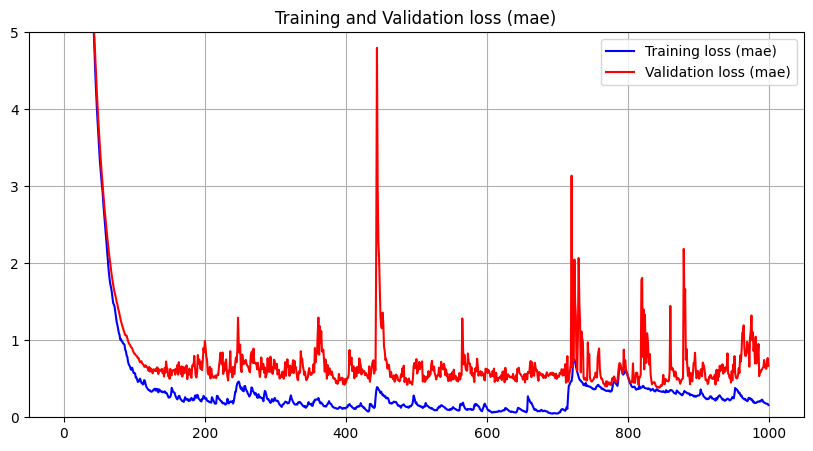 Training and Validation loss (mae)
Training loss (mae)
Validation loss (mae)
5
4
3
2
1
0
0 200 400 600 800 1000